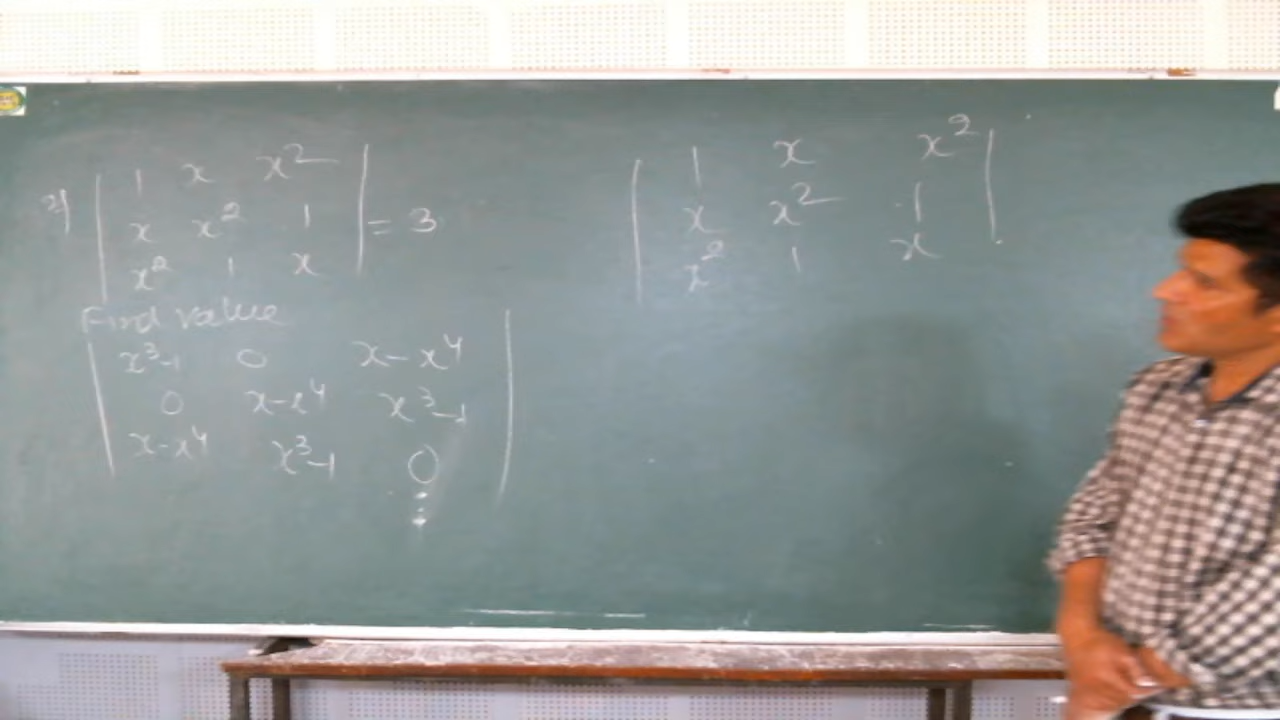 2) | 1 x x² |
| x x² 1 | = 3
| x² 1 x |
Find value
| x³-1 0 x-x⁴ |
| 0 x-x⁴ x³-1 |
| x-x⁴ x³-1 0 |
| 1 x x² |
| x x² 1 |
| x² 1 x |